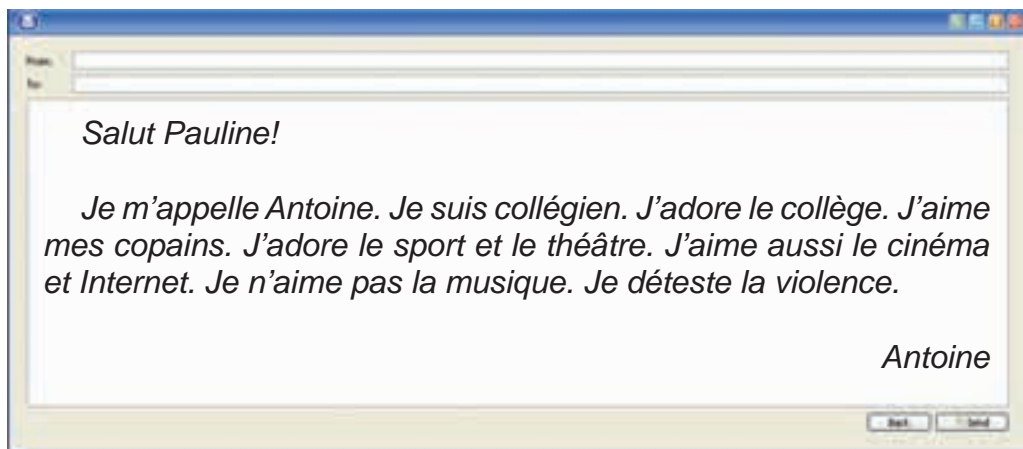 From:
To:
Salut Pauline!
Je m'appelle Antoine. Je suis collégien. J'adore le collège. J'aime
mes copains. J'adore le sport et le théâtre. J'aime aussi le cinéma
et Internet. Je n'aime pas la musique. Je déteste la violence.
Antoine
Back Send